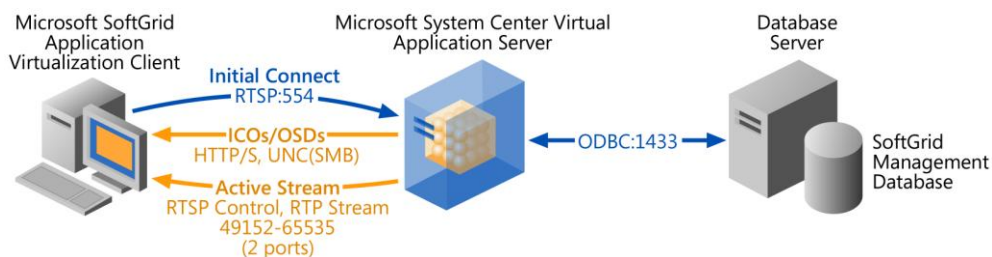 Microsoft SoftGrid
Application
Virtualization Client
Microsoft System Center Virtual
Application Server
Database
Server
Initial Connect
RTSP:554
ICOs/OSDs
HTTP/S, UNC(SMB)
Active Stream
RTSP Control, RTP Stream
49152-65535
(2 ports)
ODBC:1433
SoftGrid
Management
Database